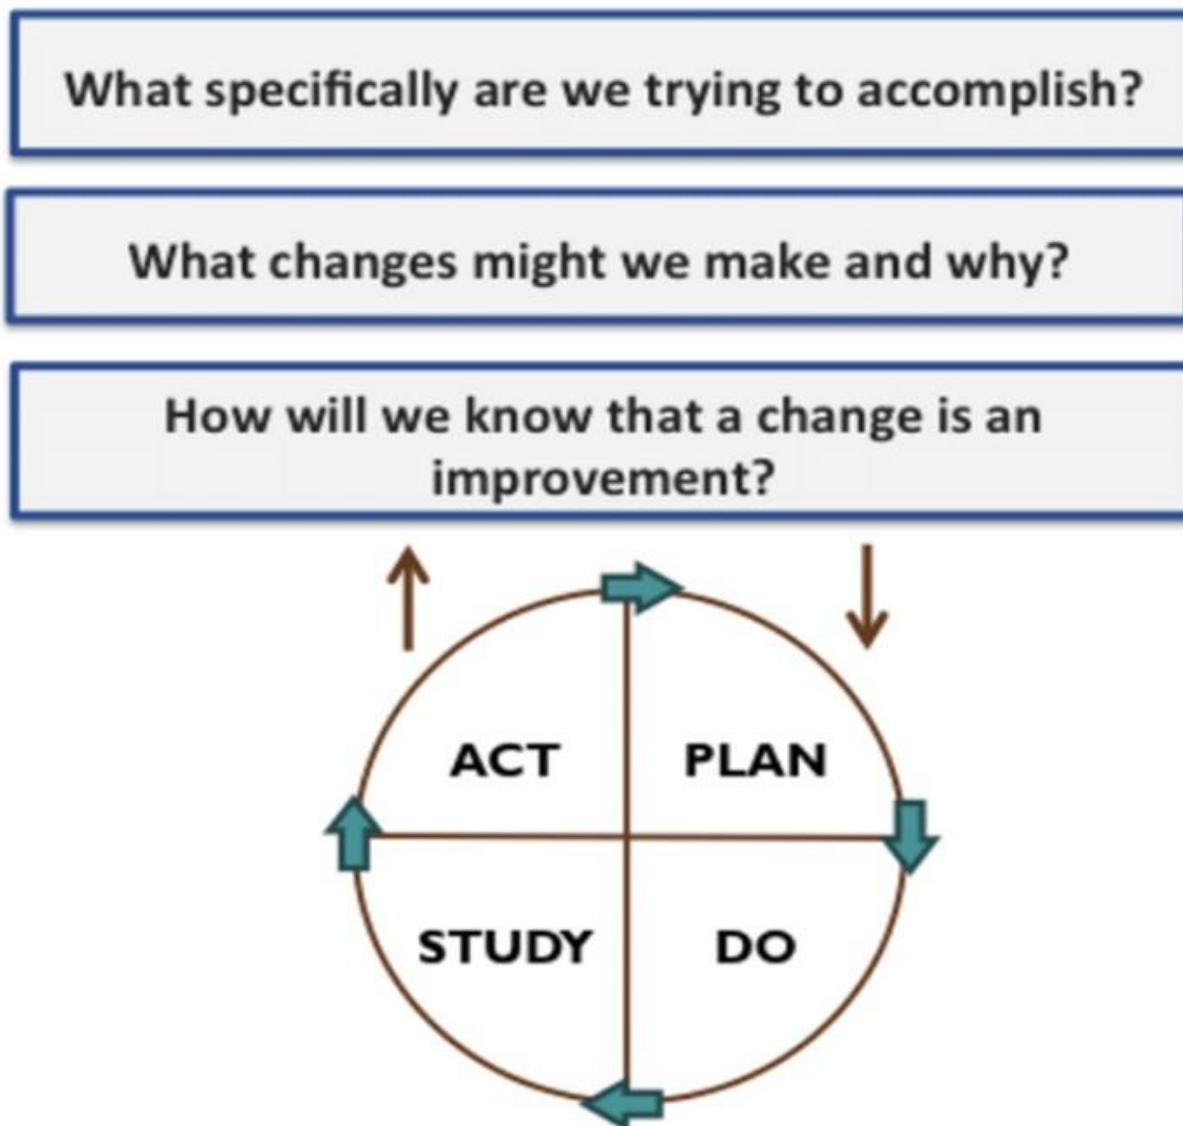 What specifically are we trying to accomplish?
What changes might we make and why?
How will we know that a change is an
improvement?
ACT
PLAN
STUDY
DO